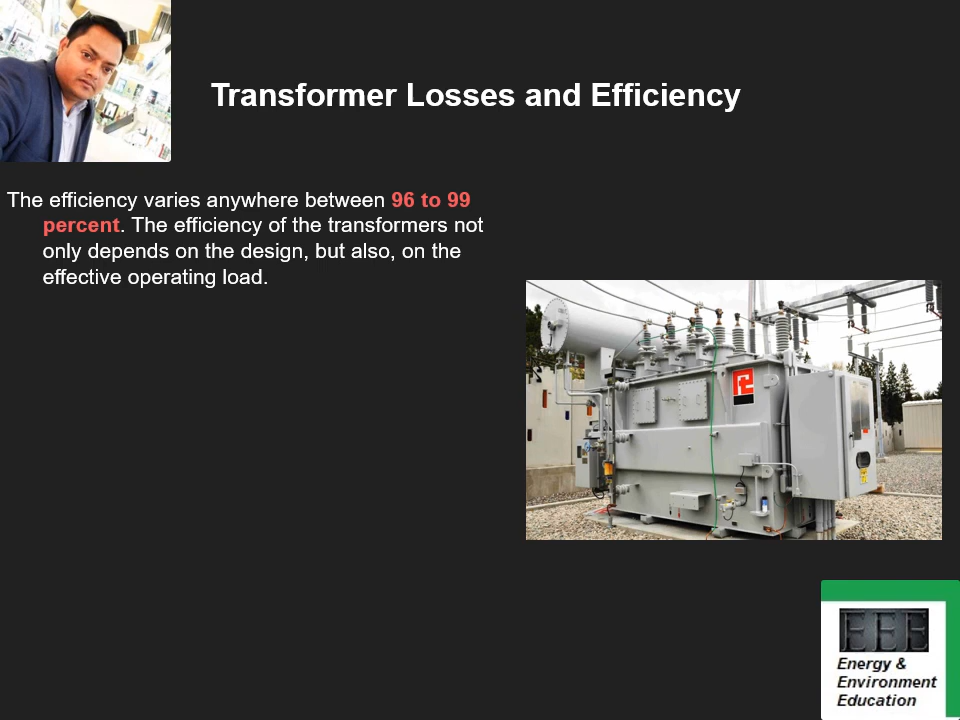 Transformer Losses and Efficiency
The efficiency varies anywhere between 96 to 99
percent. The efficiency of the transformers not
only depends on the design, but also, on the
effective operating load.
EEE
Energy &
Environment
Education